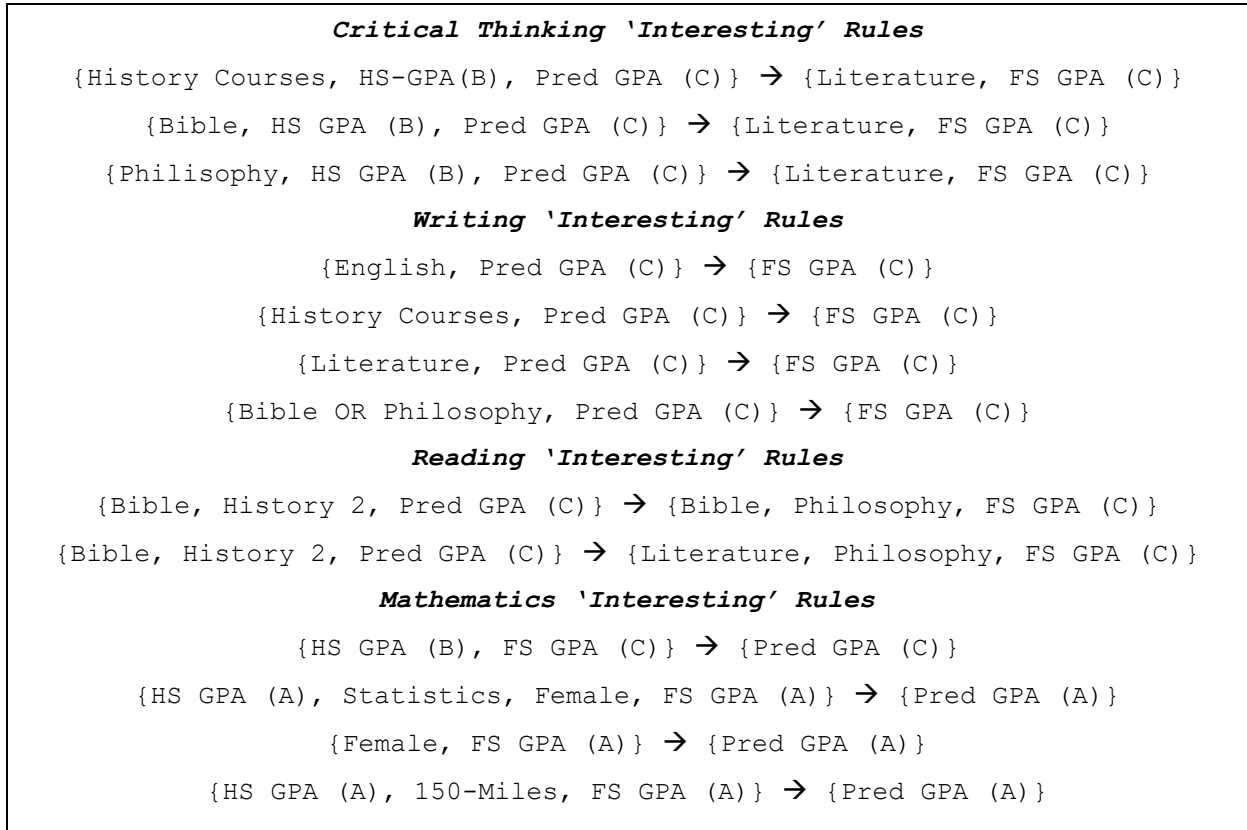 Critical Thinking ‘Interesting’ Rules
{History Courses, HS-GPA(B), Pred GPA (C)} → {Literature, FS GPA (C)}
{Bible, HS GPA (B), Pred GPA (C)} → {Literature, FS GPA (C)}
{Philisophy, HS GPA (B), Pred GPA (C)} → {Literature, FS GPA (C)}
Writing ‘Interesting’ Rules
{English, Pred GPA (C)} → {FS GPA (C)}
{History Courses, Pred GPA (C)} → {FS GPA (C)}
{Literature, Pred GPA (C)} → {FS GPA (C)}
{Bible OR Philosophy, Pred GPA (C)} → {FS GPA (C)}
Reading ‘Interesting’ Rules
{Bible, History 2, Pred GPA (C)} → {Bible, Philosophy, FS GPA (C)}
{Bible, History 2, Pred GPA (C)} → {Literature, Philosophy, FS GPA (C)}
Mathematics ‘Interesting’ Rules
{HS GPA (B), FS GPA (C)} → {Pred GPA (C)}
{HS GPA (A), Statistics, Female, FS GPA (A)} → {Pred GPA (A)}
{Female, FS GPA (A)} → {Pred GPA (A)}
{HS GPA (A), 150-Miles, FS GPA (A)} → {Pred GPA (A)}